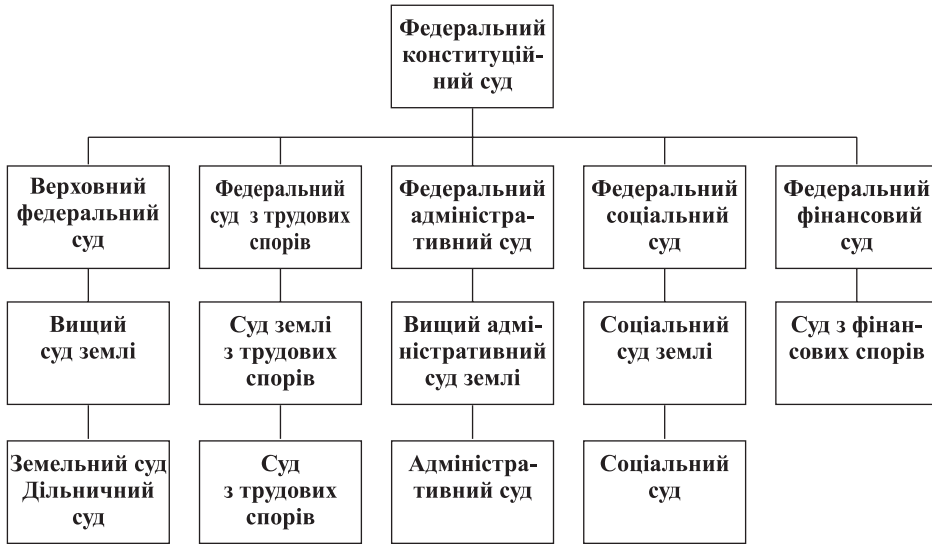 Федеральний
конституцій-
ний суд
Верховний
федеральний
суд
Федеральний
суд з трудових
спорів
Федеральний
адміністра-
тивний суд
Федеральний
соціальний
суд
Федеральний
фінансовий
суд
Вищий
суд землі
Суд землі
з трудових
спорів
Вищий адмі-
ністративний
суд землі
Соціальний
суд землі
Суд з фінан-
сових спорів
Земельний суд
Дільничний
суд
Суд
з трудових
спорів
Адміністра-
тивний суд
Соціальний
суд